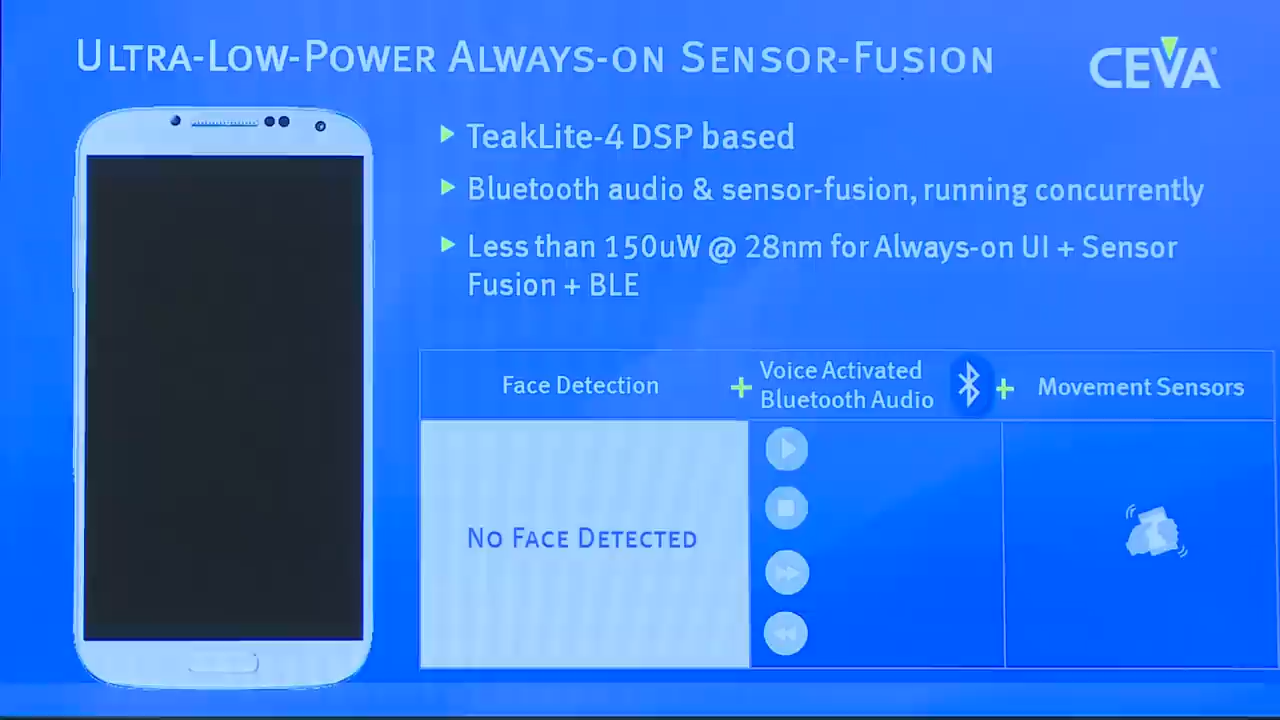 ULTRA-LOW-POWER ALWAYS-ON SENSOR-FUSION
CEVA
TeakLite-4 DSP based
Bluetooth audio & sensor-fusion, running concurrently
Less than 150uW @ 28nm for Always-on UI + Sensor
Fusion + BLE
Face Detection
+
Voice Activated
Bluetooth Audio
+
Movement Sensors
NO FACE DETECTED